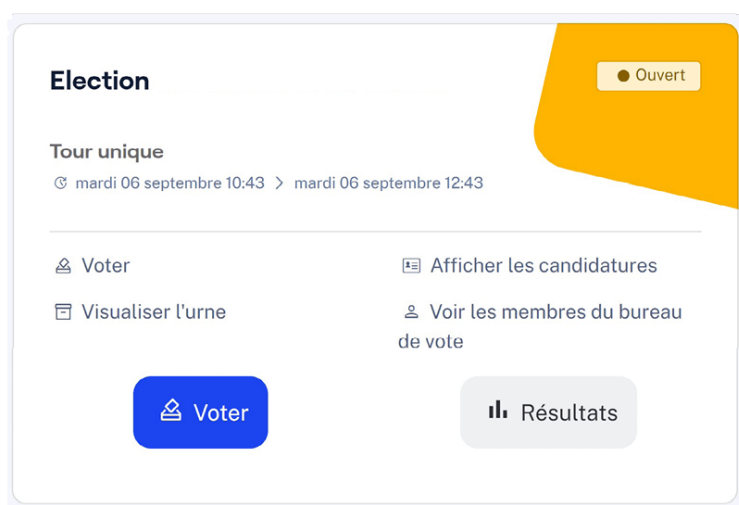 Election
Ouvert
Tour unique
mardi 06 septembre 10:43 > mardi 06 septembre 12:43
Voter
Afficher les candidatures
Visualiser l'urne
Voir les membres du bureau
de vote
Voter
Résultats